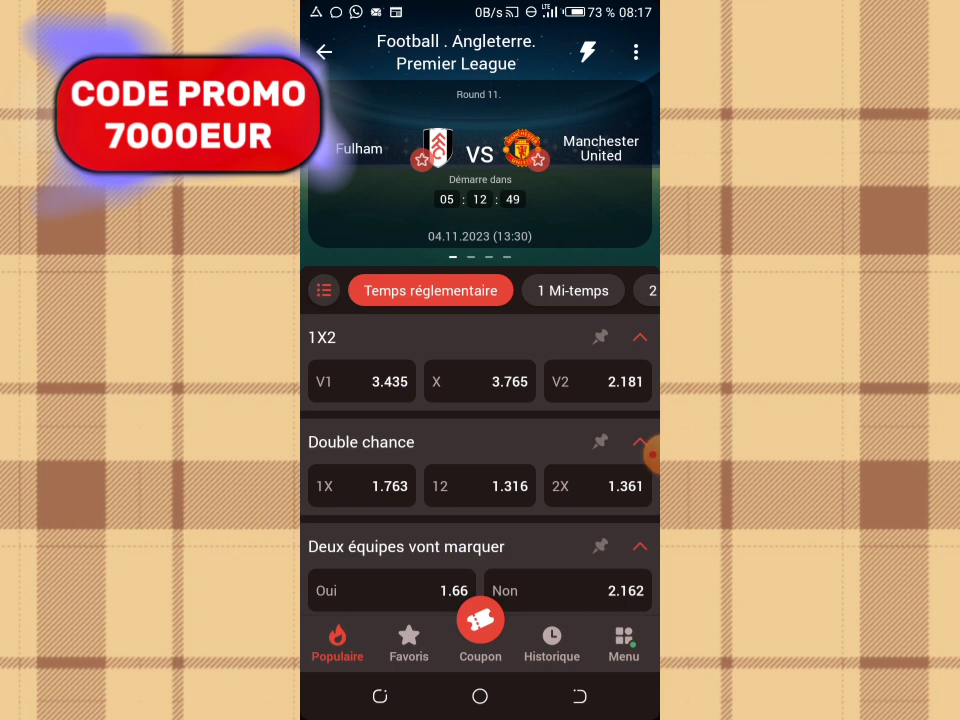 0B/s LTE 73 % 08:17
Football . Angleterre.
Premier League
CODE PROMO
7000EUR
Round 11.
Fulham
VS
Manchester
United
Démarre dans
05 : 12 : 49
04.11.2023 (13:30)
Temps réglementaire
1 Mi-temps
2
1X2
V1 3.435
X 3.765
V2 2.181
Double chance
1X 1.763
12 1.316
2X 1.361
Deux équipes vont marquer
Oui 1.66
Non 2.162
Populaire
Favoris
Coupon
Historique
Menu